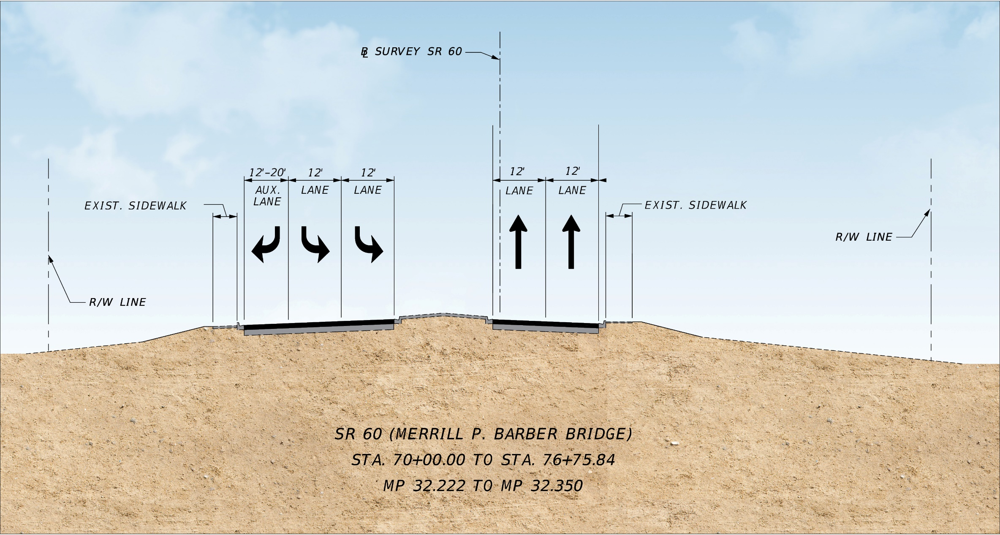 BL SURVEY SR 60
12'-20'
12'
12'
12'
12'
AUX.
LANE
LANE
LANE
LANE
LANE
EXIST. SIDEWALK
EXIST. SIDEWALK
R/W LINE
R/W LINE
SR 60 (MERRILL P. BARBER BRIDGE)
STA. 70+00.00 TO STA. 76+75.84
MP 32.222 TO MP 32.350